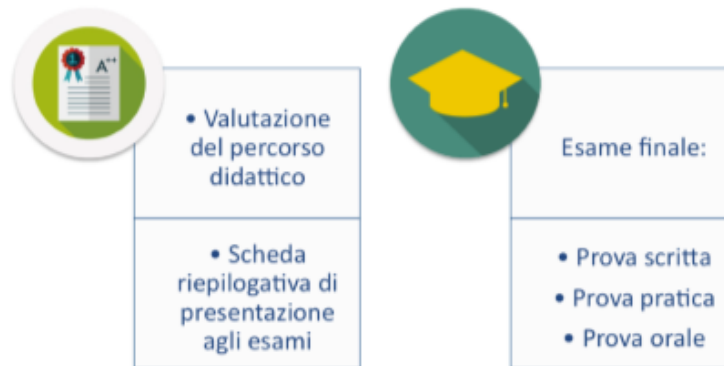 A++
• Valutazione
del percorso
didattico
• Scheda
riepilogativa di
presentazione
agli esami
Esame finale:
• Prova scritta
• Prova pratica
• Prova orale